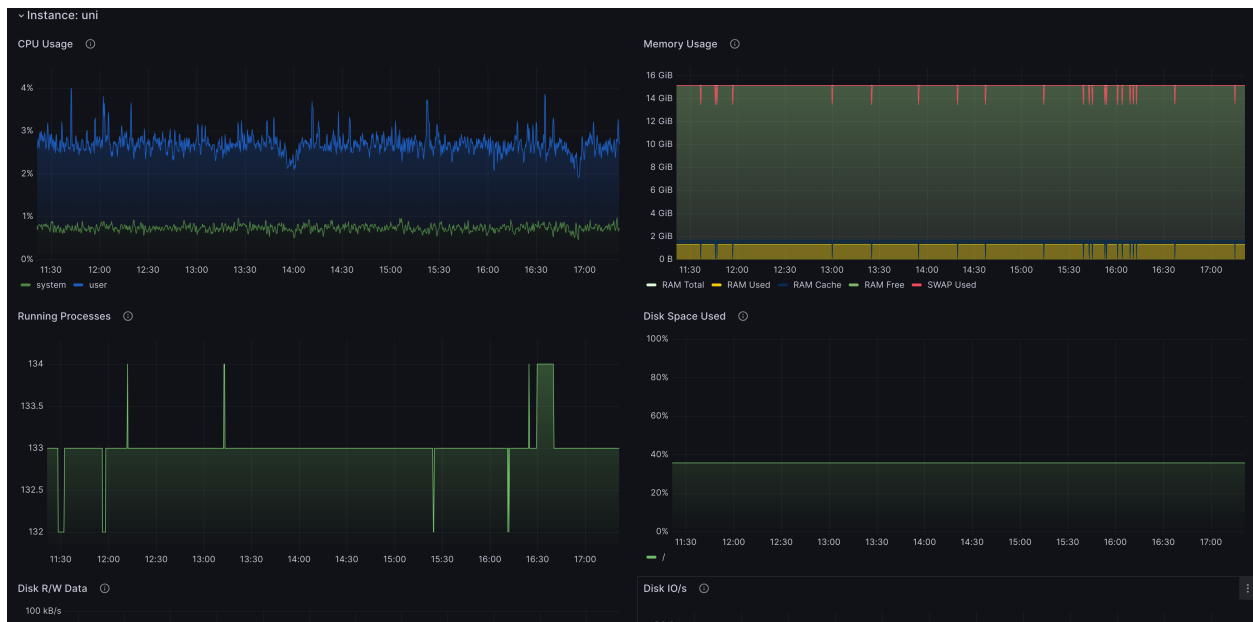 Instance: uni
CPU Usage
4%
3%
2%
1%
0%
11:30 12:00 12:30 13:00 13:30 14:00 14:30 15:00 15:30 16:00 16:30 17:00
system user
Memory Usage
16 GiB
14 GiB
12 GiB
10 GiB
8 GiB
6 GiB
4 GiB
2 GiB
0 B
11:30 12:00 12:30 13:00 13:30 14:00 14:30 15:00 15:30 16:00 16:30 17:00
RAM Total RAM Used RAM Cache RAM Free SWAP Used
Running Processes
134
133.5
133
132.5
132
11:30 12:00 12:30 13:00 13:30 14:00 14:30 15:00 15:30 16:00 16:30 17:00
Disk Space Used
100%
80%
60%
40%
20%
0%
11:30 12:00 12:30 13:00 13:30 14:00 14:30 15:00 15:30 16:00 16:30 17:00
/
Disk R/W Data
100 kB/s
Disk IO/s